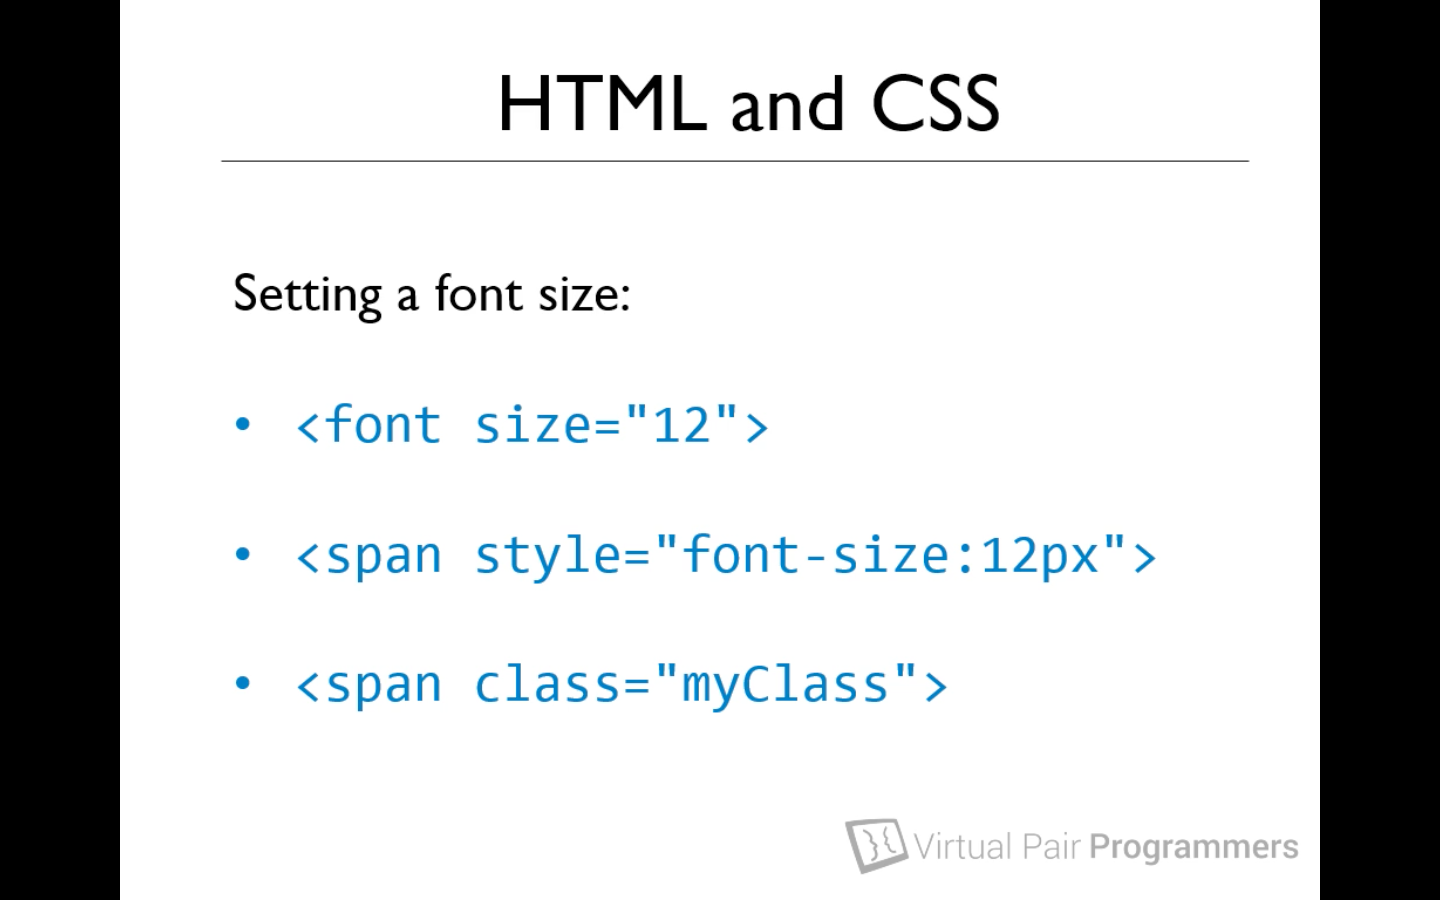 HTML and CSS
Setting a font size:
• <font size="12">
• <span style="font-size:12px">
• <span class="myClass">
Virtual Pair Programmers